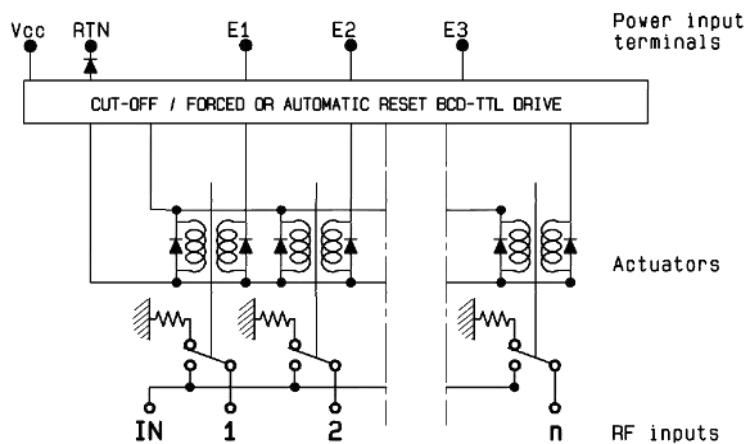 Vcc RTN E1 E2 E3 Power input
terminals
CUT-OFF / FORCED OR AUTOMATIC RESET BCD-TTL DRIVE
Actuators
IN 1 2 n RF inputs